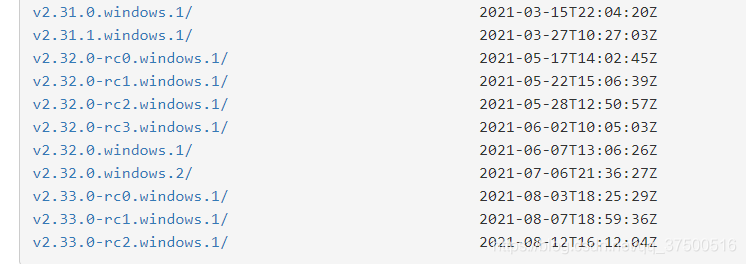 v2.31.0.windows.1/ 2021-03-15T22:04:20Z
v2.31.1.windows.1/ 2021-03-27T10:27:03Z
v2.32.0-rc0.windows.1/ 2021-05-17T14:02:45Z
v2.32.0-rc1.windows.1/ 2021-05-22T15:06:39Z
v2.32.0-rc2.windows.1/ 2021-05-28T12:50:57Z
v2.32.0-rc3.windows.1/ 2021-06-02T10:05:03Z
v2.32.0.windows.1/ 2021-06-07T13:06:26Z
v2.32.0.windows.2/ 2021-07-06T21:36:27Z
v2.33.0-rc0.windows.1/ 2021-08-03T18:25:29Z
v2.33.0-rc1.windows.1/ 2021-08-07T18:59:36Z
v2.33.0-rc2.windows.1/ 2021-08-12T16:12:04Z